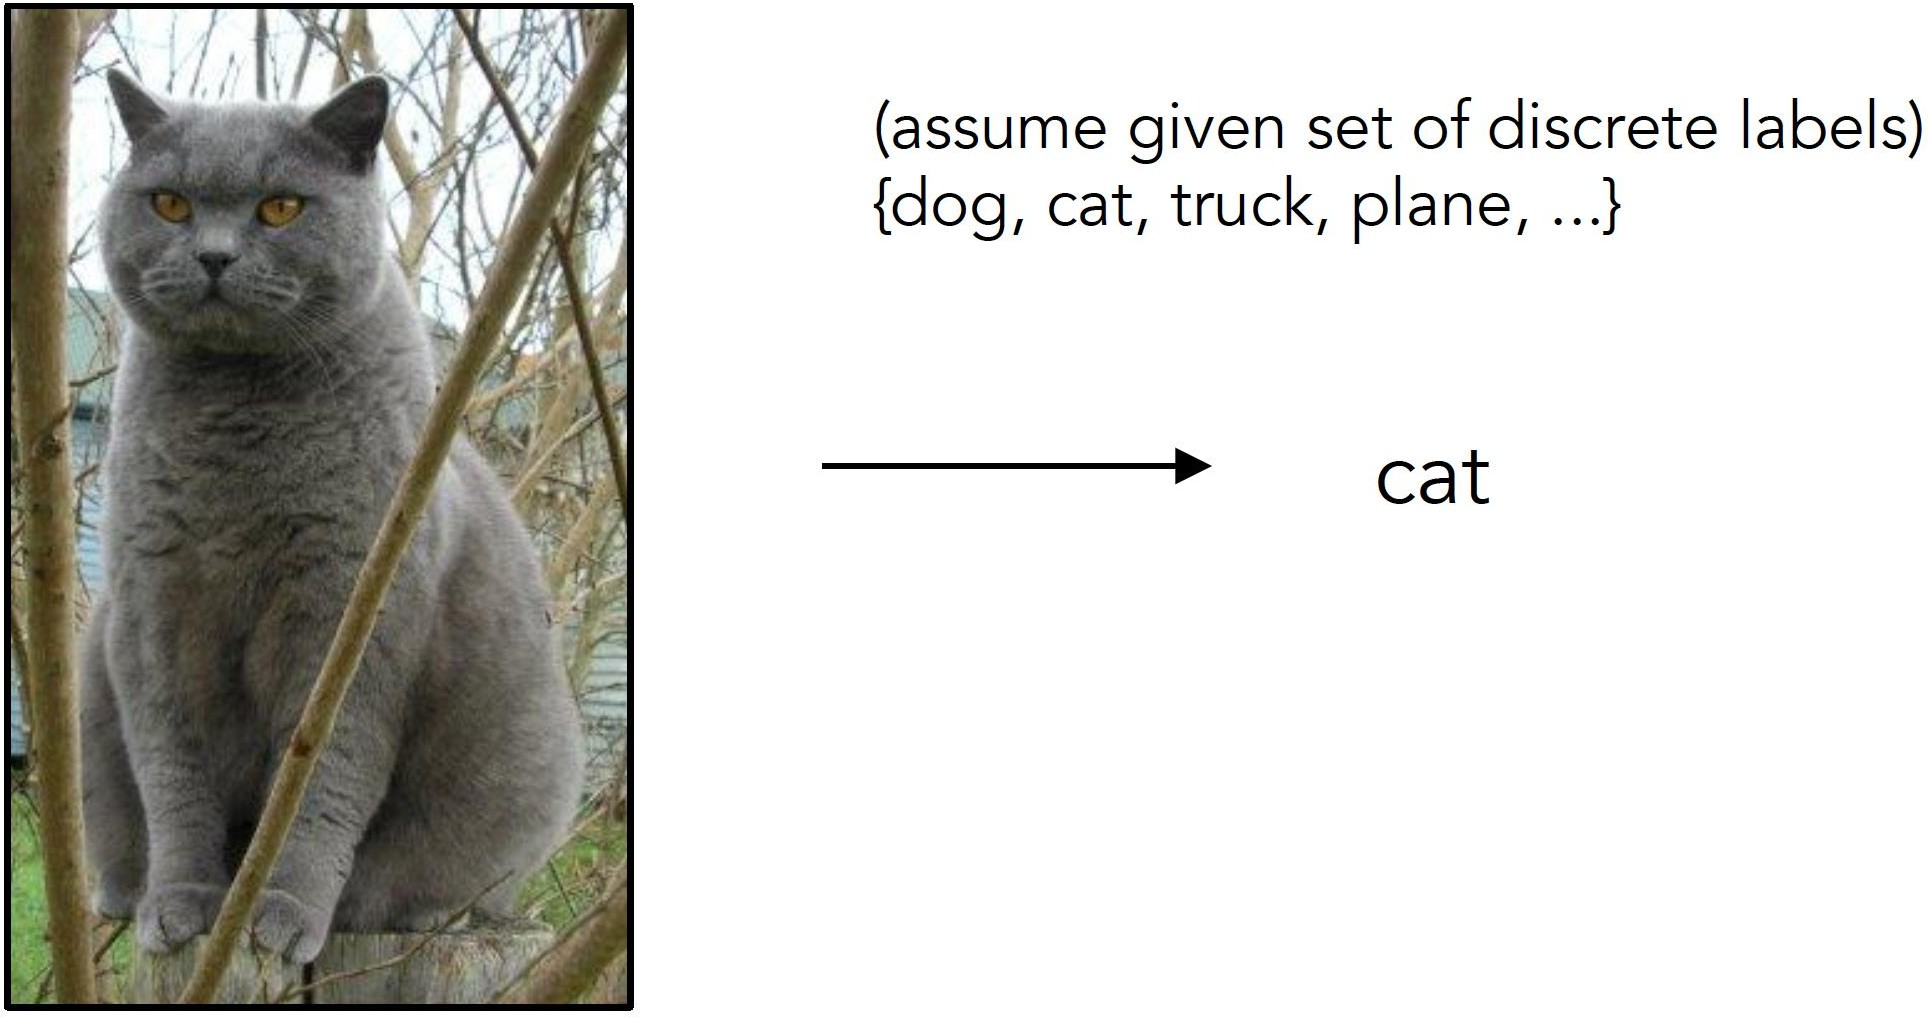 (assume given set of discrete labels)
{dog, cat, truck, plane, ...}
cat